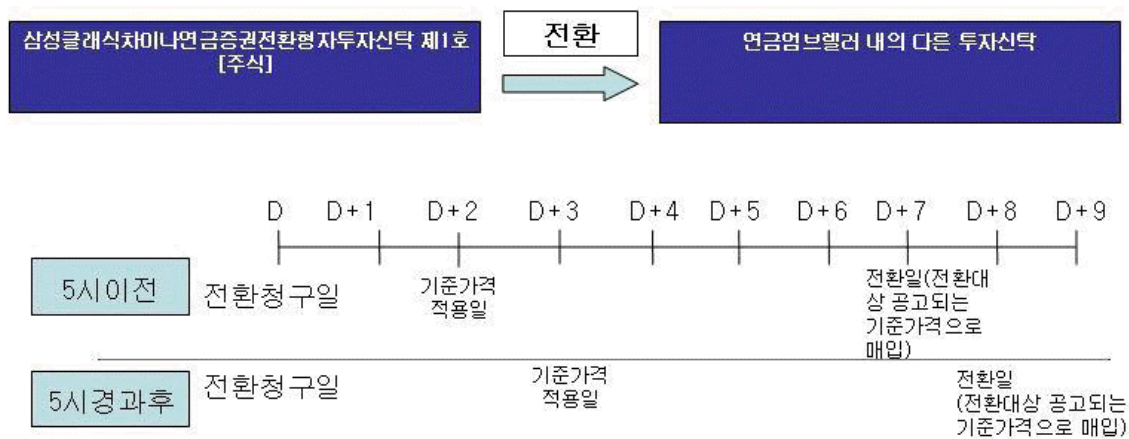 삼성클래식차이나연금증권전환형자투자신탁 제1호
[주식]
전환
연금엄브렐러 내의 다른 투자신탁
D D+1 D+2 D+3 D+4 D+5 D+6 D+7 D+8 D+9
5시이전
전환청구일
기준가격
적용일
전환일(전환대
상 공고되는
기준가격으로
매입)
5시경과후
전환청구일
기준가격
적용일
전환일
(전환대상 공고되는
기준가격으로 매입)